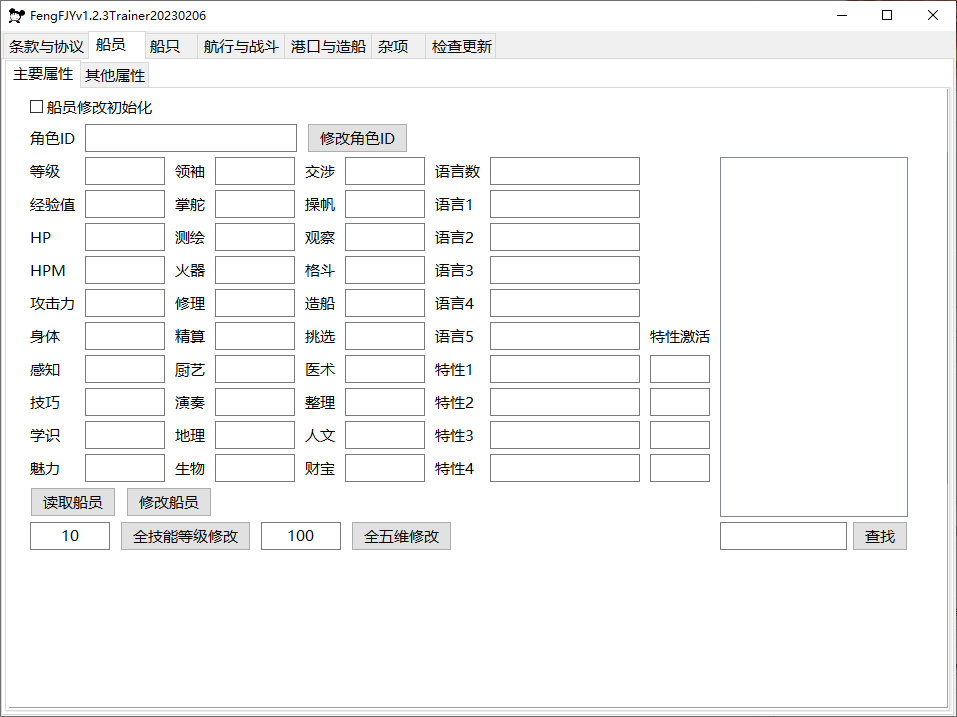 FengFJYv1.2.3Trainer20230206
条款与协议 船员 船只 航行与战斗 港口与造船 杂项 检查更新
主要属性 其他属性
船员修改初始化
角色ID 修改角色ID
等级 领袖 交涉 语言数
经验值 掌舵 操帆 语言1
HP 测绘 观察 语言2
HPM 火器 格斗 语言3
攻击力 修理 造船 语言4
身体 精算 挑选 语言5 特性激活
感知 厨艺 医术 特性1
技巧 演奏 整理 特性2
学识 地理 人文 特性3
魅力 生物 财宝 特性4
读取船员 修改船员
10 全技能等级修改 100 全五维修改 查找